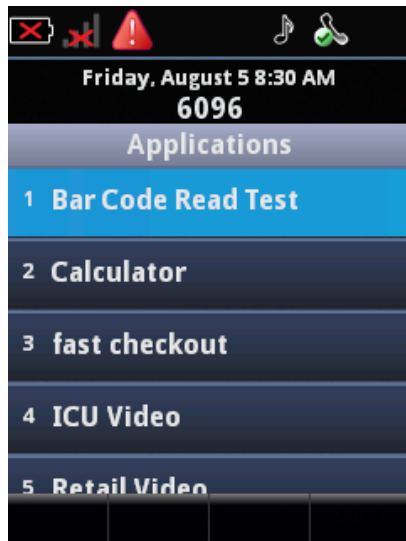 Friday, August 5 8:30 AM
6096
Applications
1 Bar Code Read Test
2 Calculator
3 fast checkout
4 ICU Video
5 Retail Video